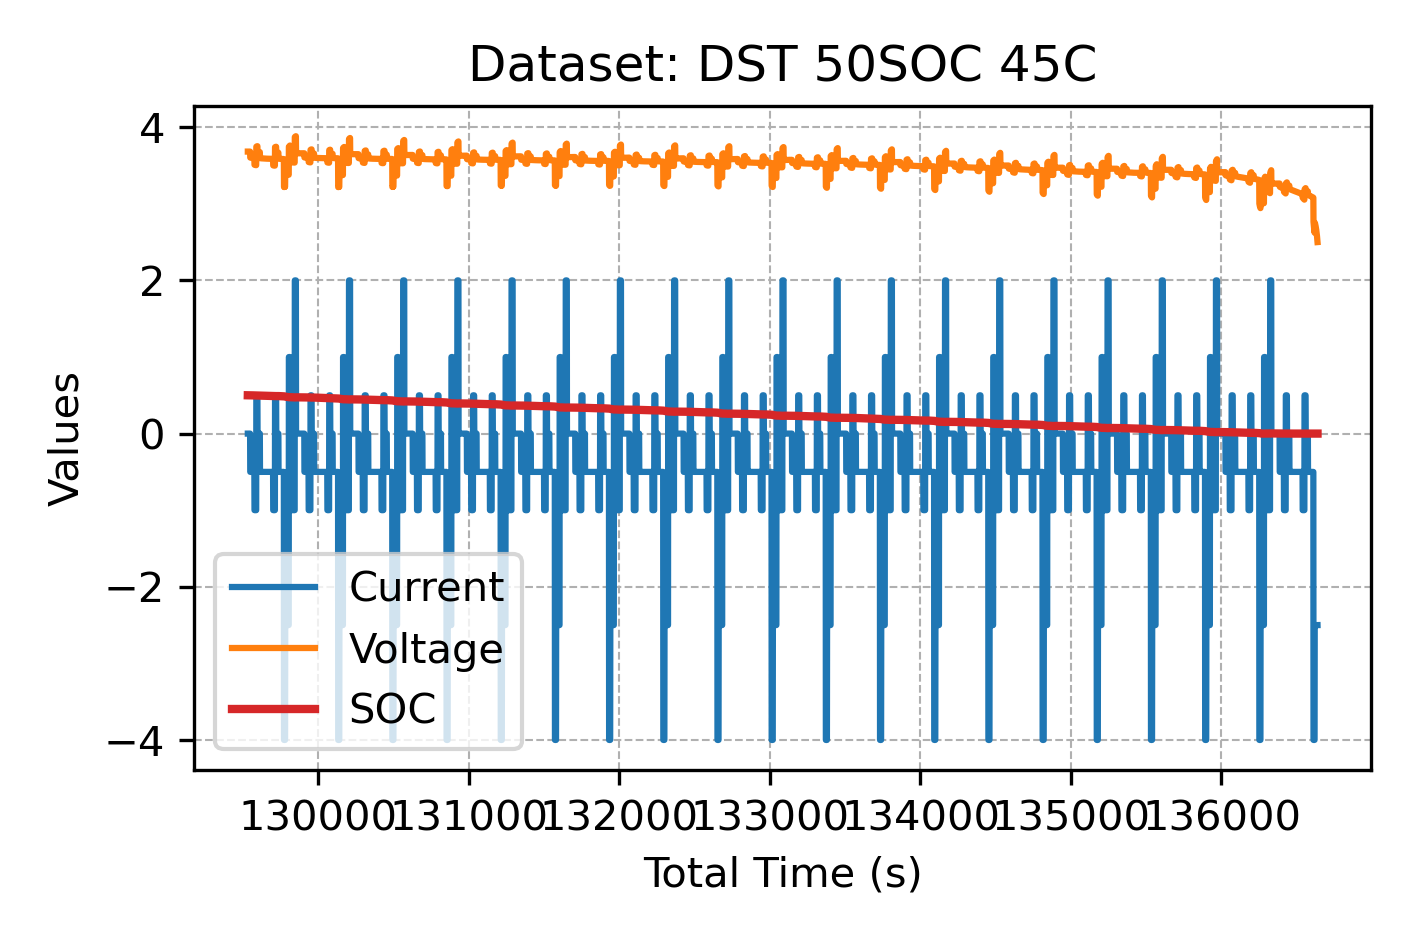 Dataset: DST 50SOC 45C
4
2
0
−2
−4
Values
Current
Voltage
SOC
130000 131000 132000 133000 134000 135000 136000
Total Time (s)